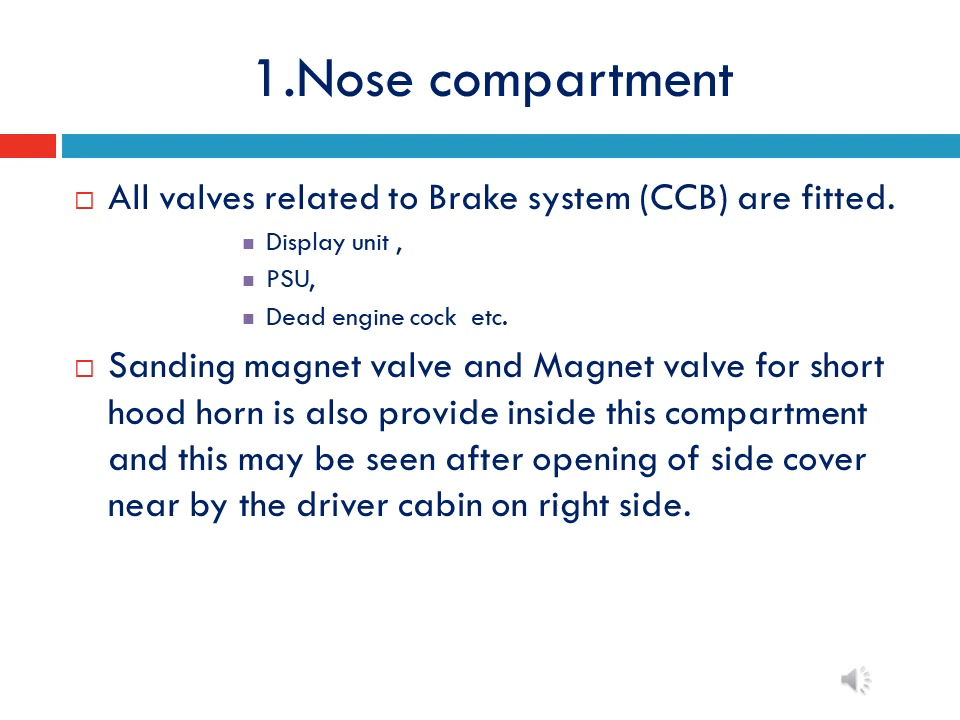 1.Nose compartment
All valves related to Brake system (CCB) are fitted.
Display unit ,
PSU,
Dead engine cock  etc.
Sanding magnet valve and Magnet valve for short
hood horn is also provide inside this compartment
and this may be seen after opening of side cover
near by the driver cabin on right side.